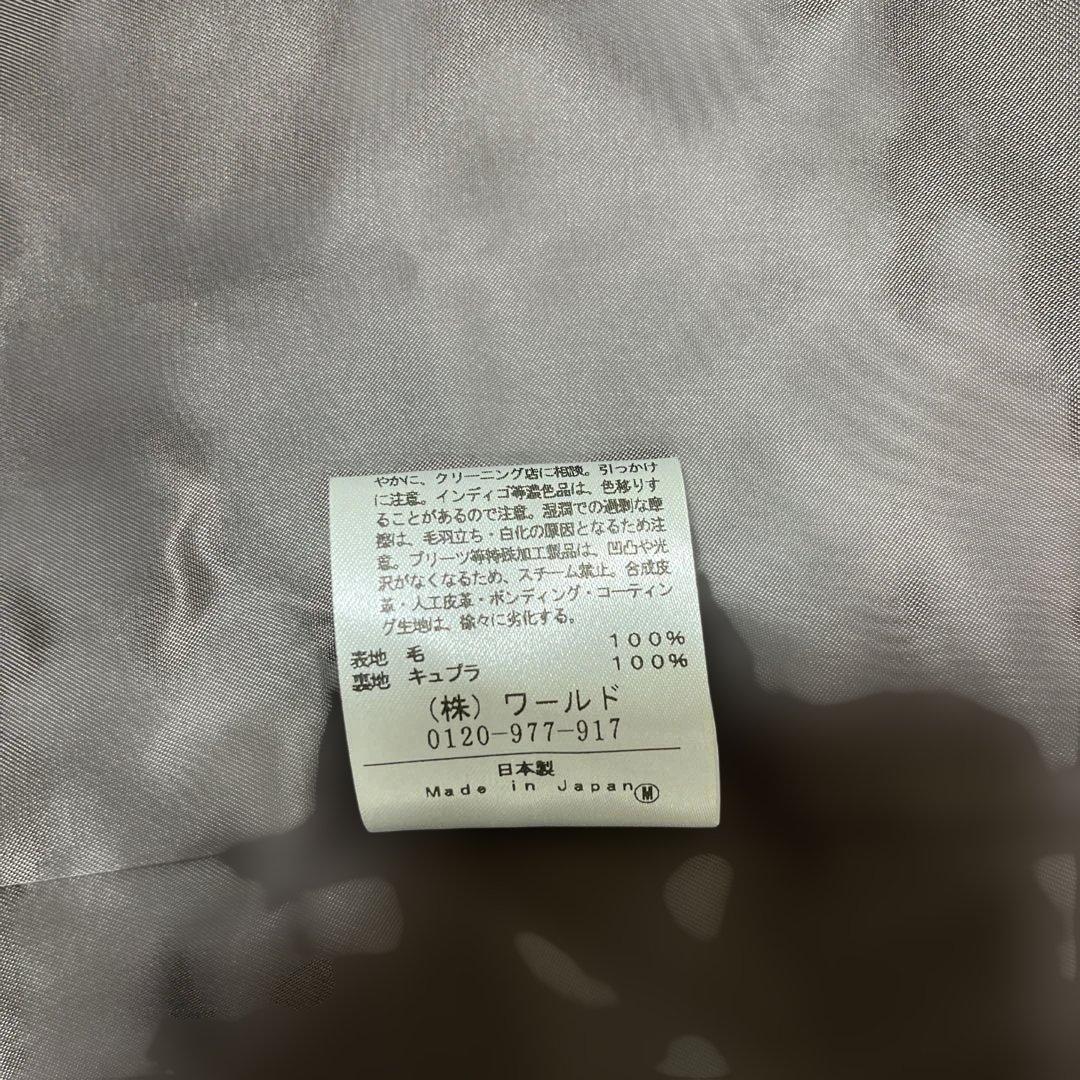 やかに、クリーニング店に相談。引っかけ
に注意。インディゴ等濃色品は、色移りす
ることがあるので注意。湿潤での過剰な摩
擦は、毛羽立ち・白化の原因となるため注
意。プリーツ等特殊加工製品は、凹凸や光
沢がなくなるため、スチーム禁止。合成皮
革・人工皮革・ボンディング・コーティン
グ生地は、徐々に劣化する。
表地 毛 100%
裏地 キュプラ 100%
（株）ワールド
0120-977-917
日本製
Made in Japan Ⓜ